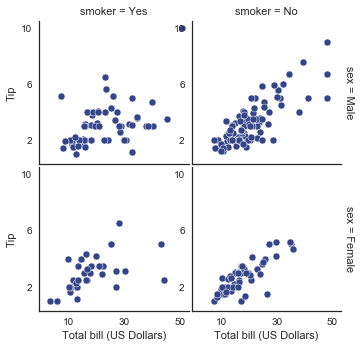 smoker = Yes
smoker = No
10
6
2
Tip
10
6
2
sex = Male
10
6
2
Tip
10
6
2
sex = Female
10
30
50
Total bill (US Dollars)
10
30
50
Total bill (US Dollars)